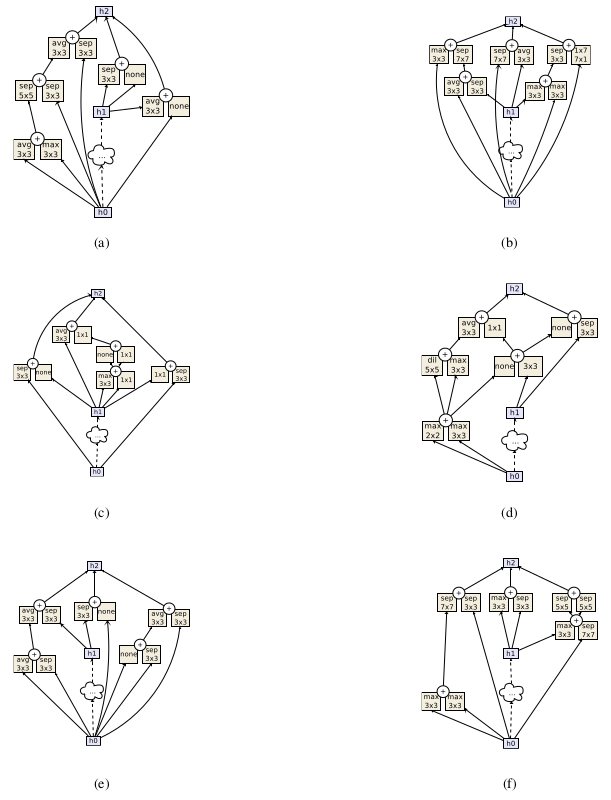 h2
avg sep
3x3 3x3
sep none
3x3
sep sep
5x5 3x3
avg none
3x3
h1
avg max
3x3 3x3
...
h0
(a)
h2
max sep
3x3 7x7
sep avg
7x7 3x3
sep 1x7
3x3 7x1
avg sep
3x3 3x3
max max
3x3 3x3
h1
...
h0
(b)
h2
avg 1x1
3x3
none 1x1
sep none
3x3
max 1x1
3x3
1x1 sep
3x3
h1
...
h0
(c)
h2
avg 1x1
3x3
none sep
3x3
dil max
5x5 3x3
none 3x3
h1
max max
2x2 3x3
...
h0
(d)
h2
avg sep
3x3 3x3
sep none
3x3
avg sep
3x3 3x3
avg sep
3x3 3x3
none sep
3x3
h1
...
h0
(e)
h2
sep sep
7x7 3x3
max sep
3x3 3x3
sep sep
5x5 5x5
max sep
3x3 7x7
h1
max max
3x3 3x3
...
h0
(f)